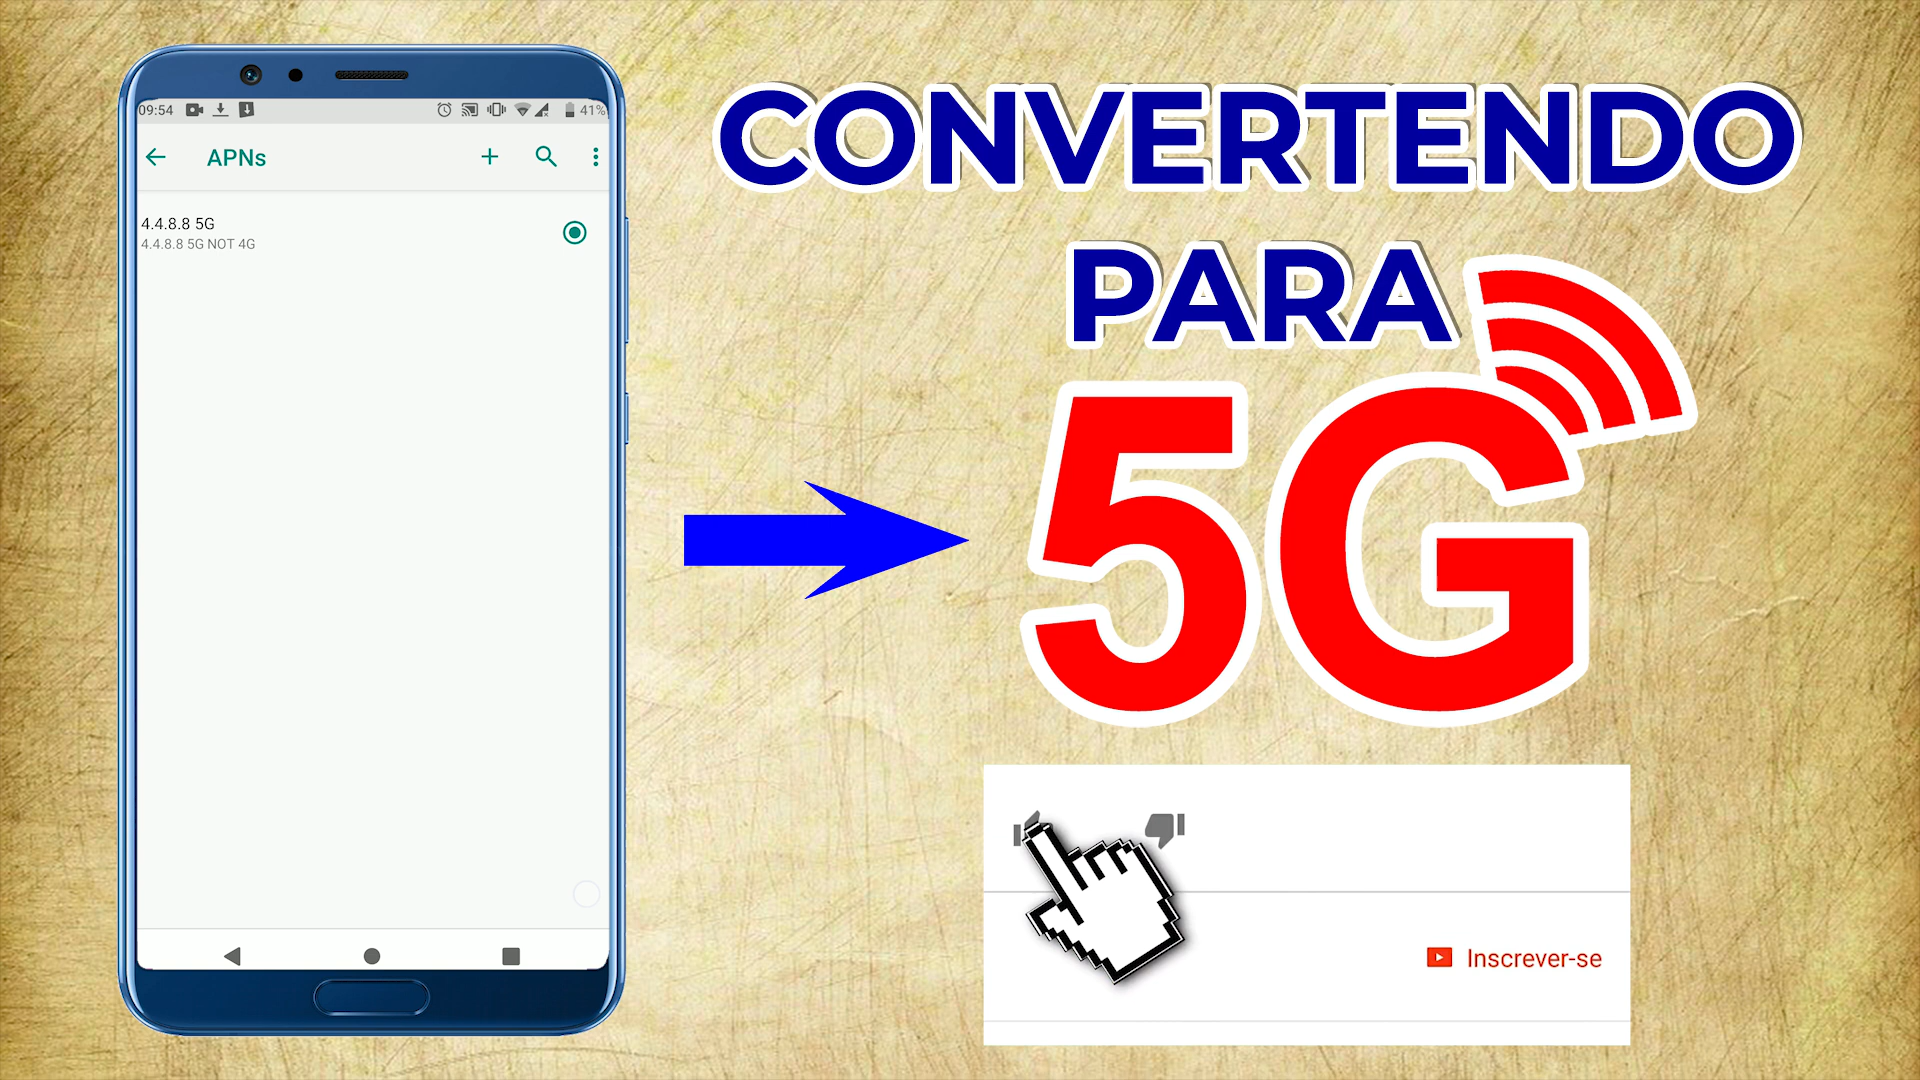 09:54
41%
APNs
4.4.8.8 5G
4.4.8.8 5G NOT 4G
CONVERTENDO
PARA
5G
Inscrever-se